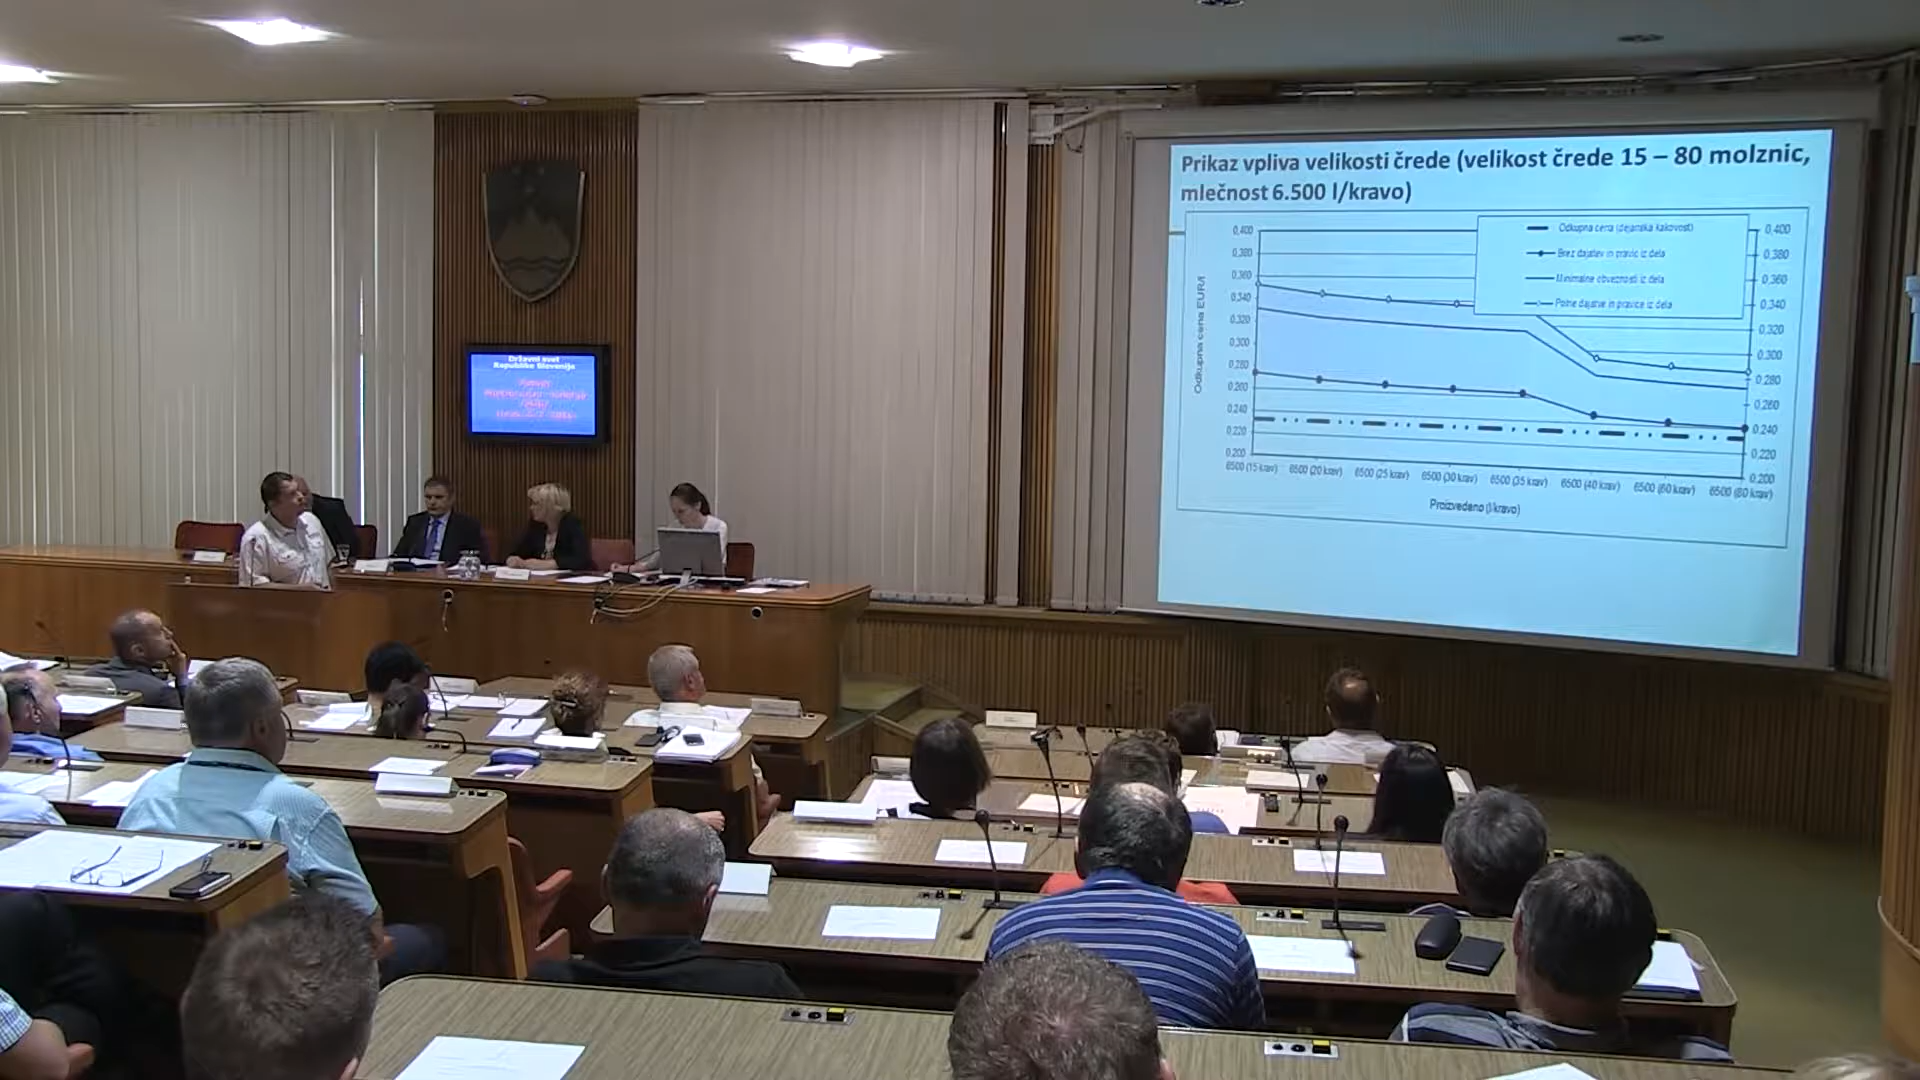 Prikaz vpliva velikosti črede (velikost črede 15 – 80 molznic,
mlečnost 6.500 l/kravo)
Odkupna cena (dejanska kakovost)
Brez dajatev in pravic iz dela
Minimalne obveznosti iz dela
Polne dajatve in pravice iz dela
Odkupna cena EUR/l
0,400
0,380
0,360
0,340
0,320
0,300
0,280
0,260
0,240
0,220
0,200
0,400
0,380
0,360
0,340
0,320
0,300
0,280
0,260
0,240
0,220
0,200
6500 (15 krav) 6500 (20 krav) 6500 (25 krav) 6500 (30 krav) 6500 (35 krav) 6500 (40 krav) 6500 (60 krav) 6500 (80 krav)
Proizvedeno (l/kravo)
Državni svet
Republike Slovenije